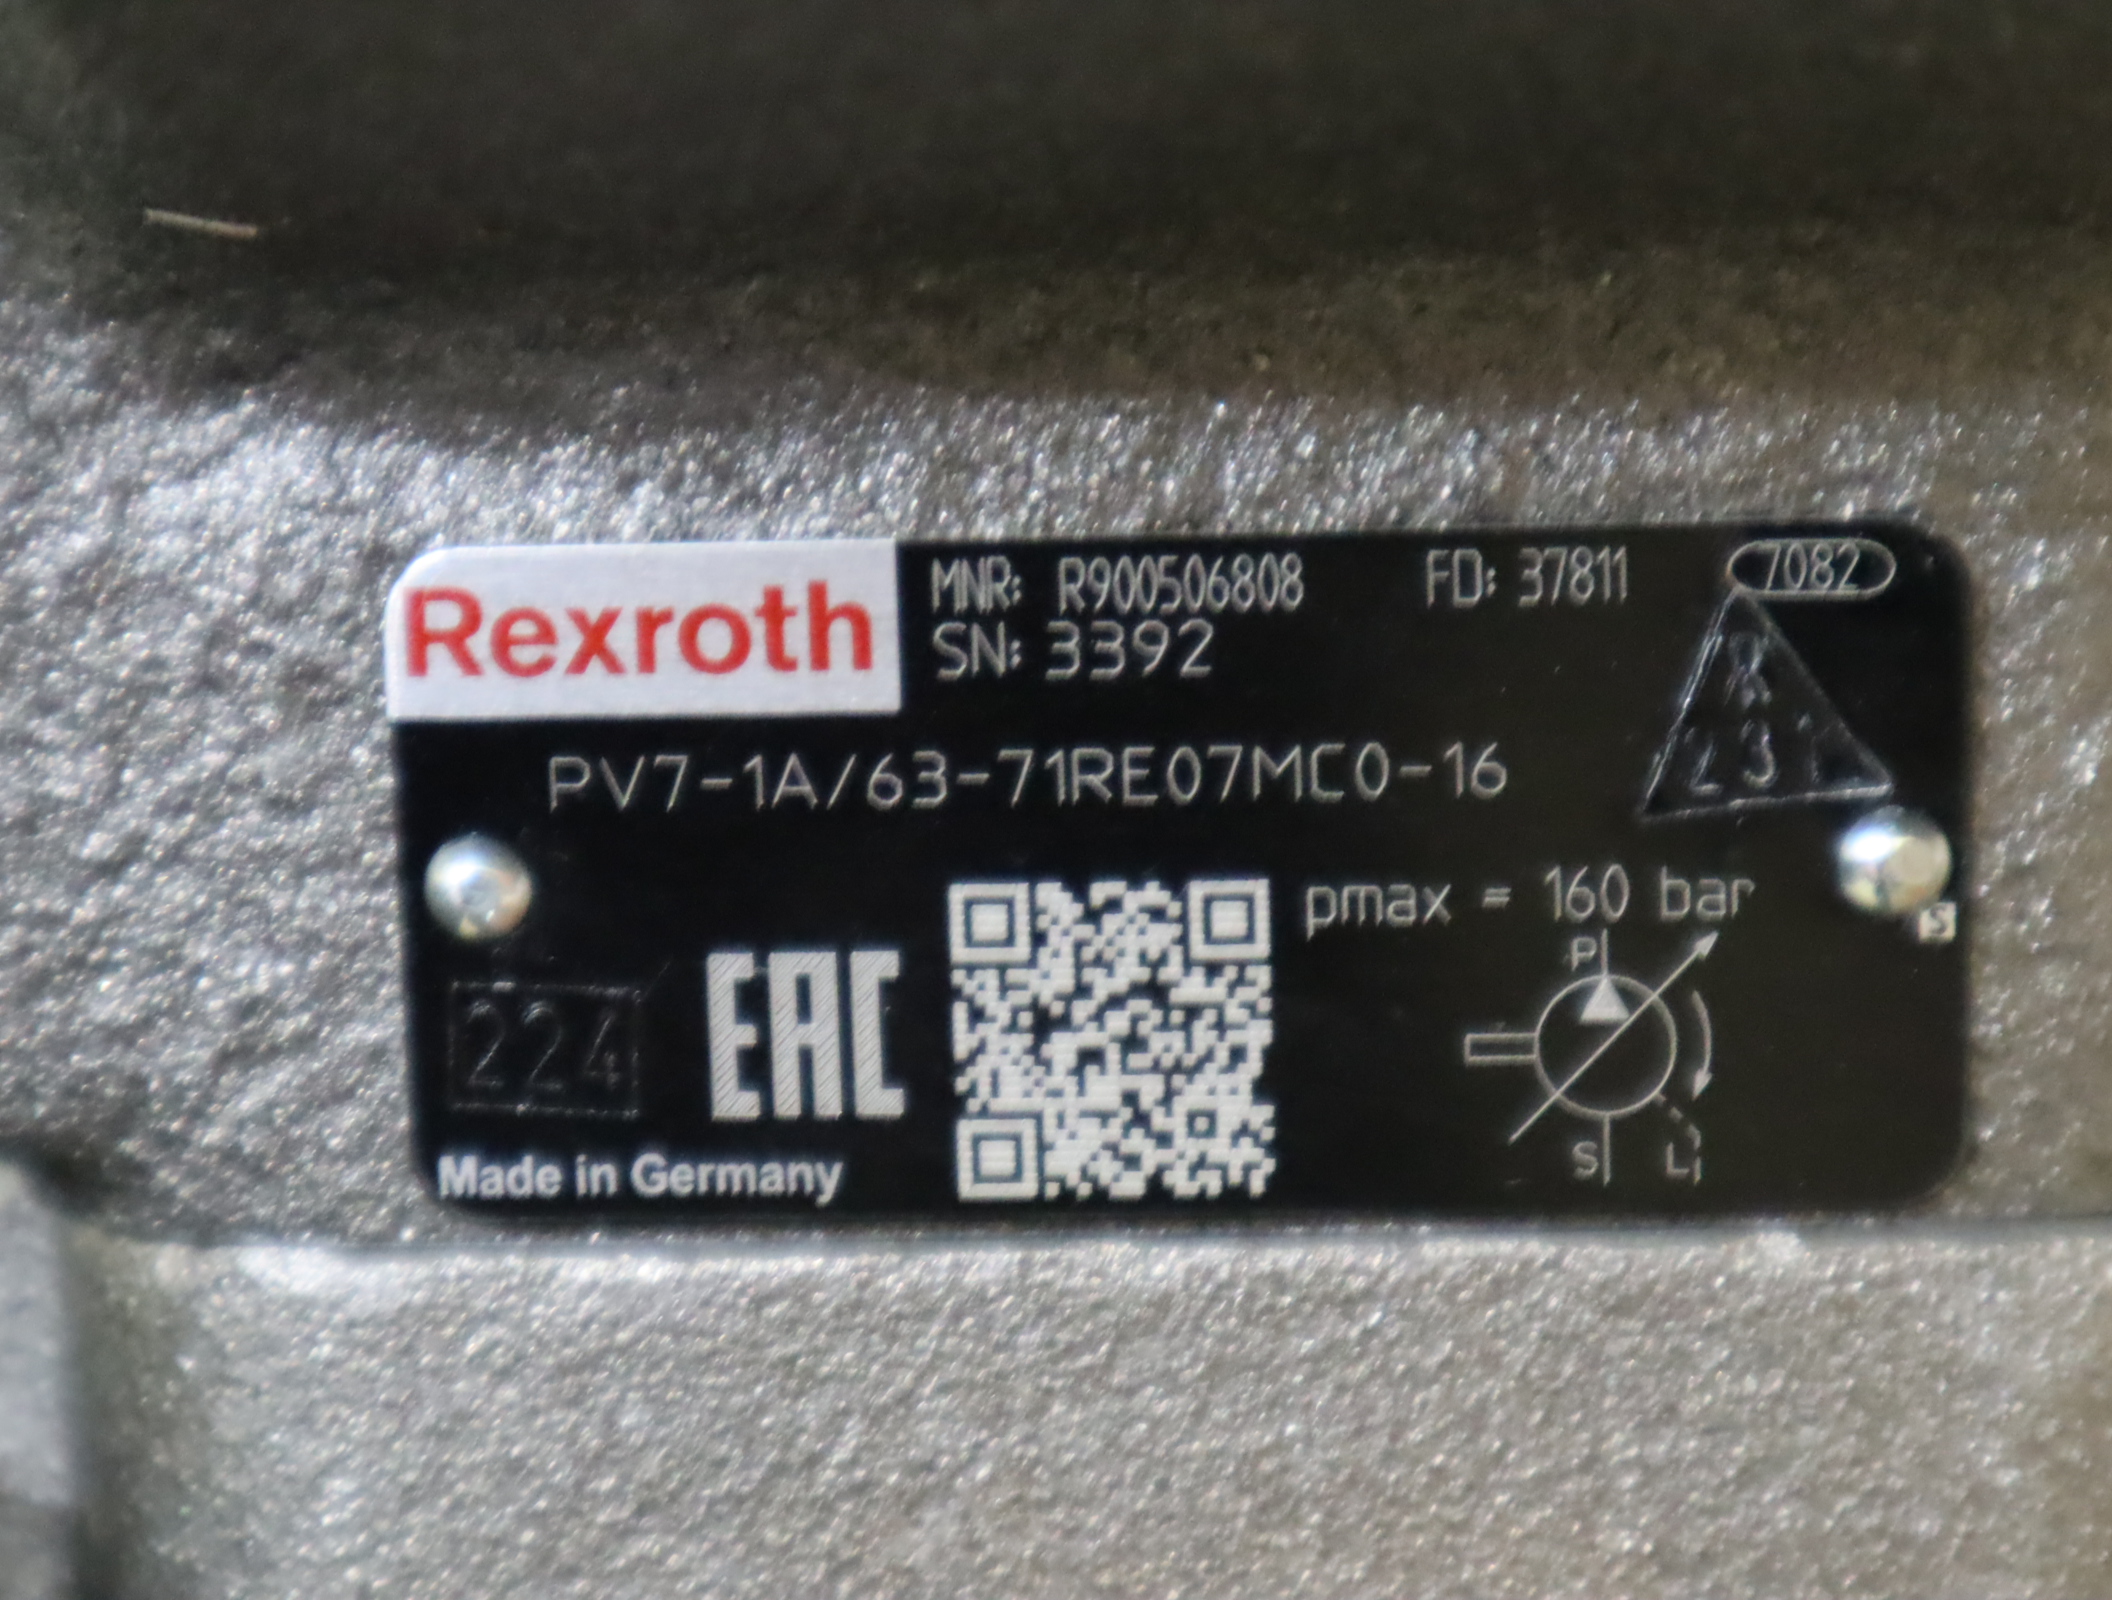 Rexroth
MNR: R900506808 FD: 37811 7082
SN: 3392
R
231
PV7-1A/63-71RE07MC0-16
pmax = 160 bar
P
S
224
EAC
S L
Made in Germany